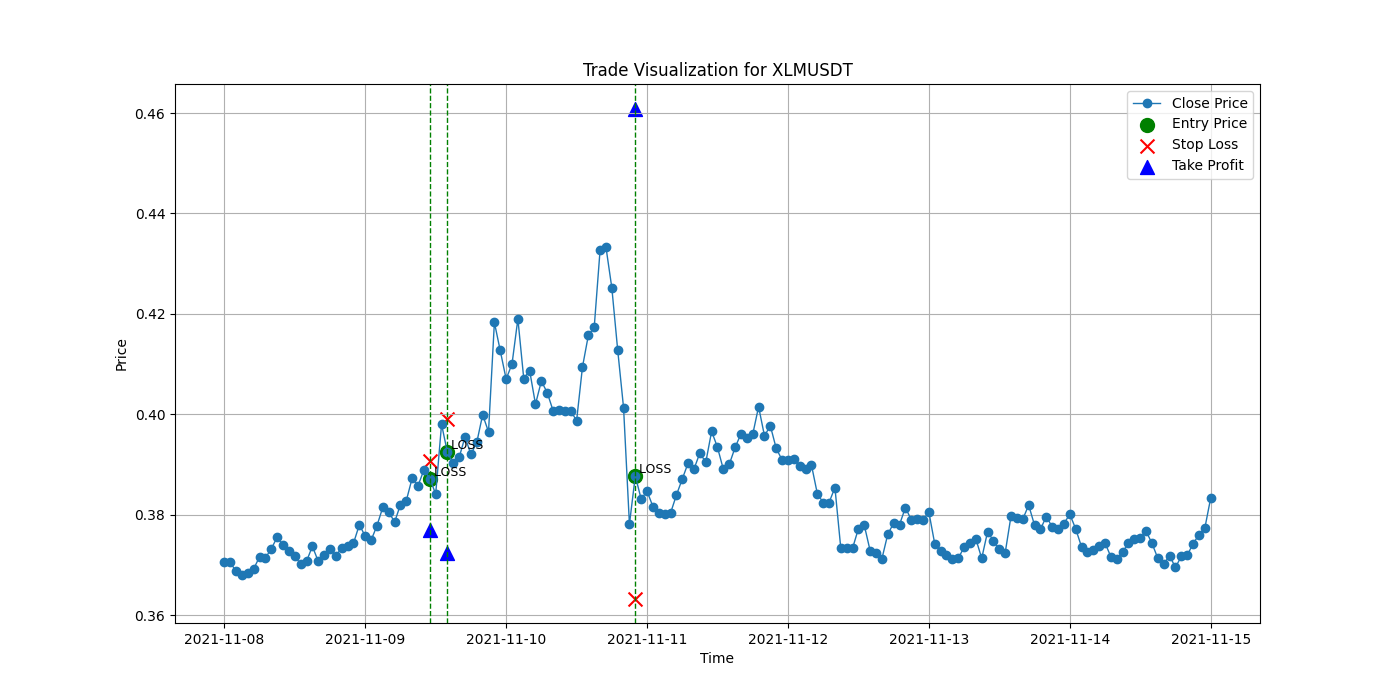 Trade Visualization for XLMUSDT
Close Price
Entry Price
Stop Loss
Take Profit
0.46
0.44
0.42
0.40
0.38
0.36
Price
LOSS
LOSS
LOSS
2021-11-08
2021-11-09
2021-11-10
2021-11-11
2021-11-12
2021-11-13
2021-11-14
2021-11-15
Time